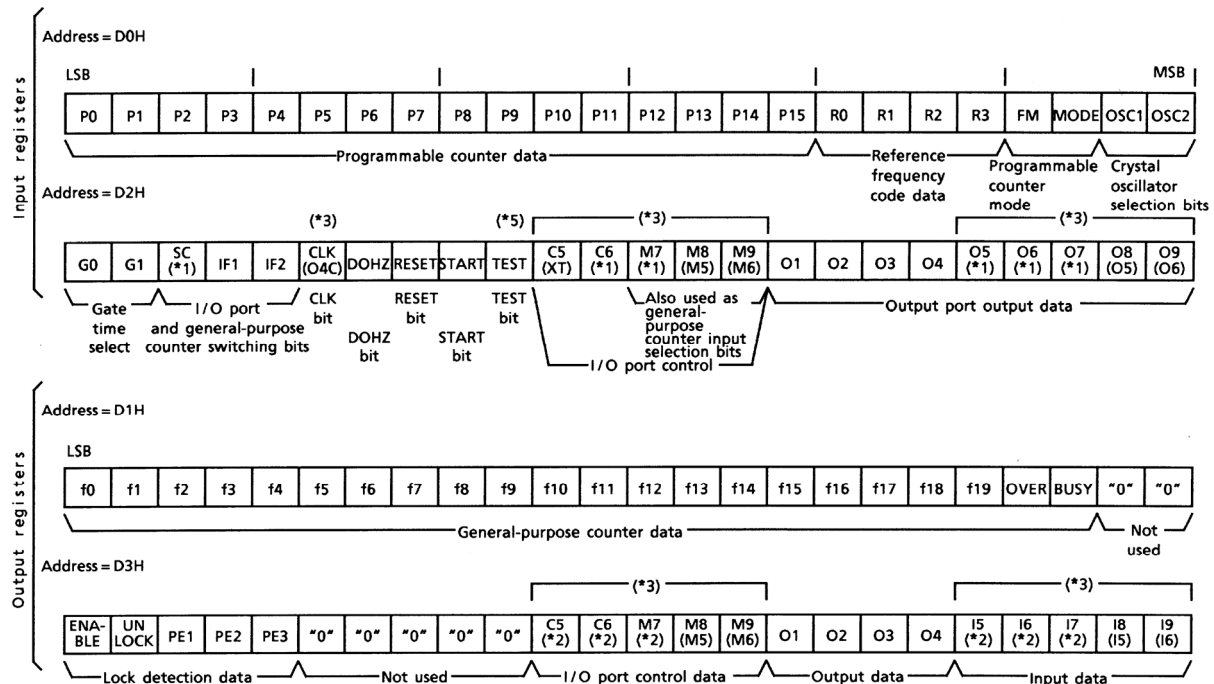 Input registers
Address = D0H
LSB MSB
P0 P1 P2 P3 P4 P5 P6 P7 P8 P9 P10 P11 P12 P13 P14 P15 R0 R1 R2 R3 FM MODE OSC1 OSC2
Programmable counter data
Reference frequency code data
Programmable counter mode
Crystal oscillator selection bits
Address = D2H
(*3) (*5) (*3) (*3)
G0 G1 SC (*1) IF1 IF2 CLK (O4C) DOHZ RESET START TEST C5 (XT) C6 (*1) M7 (*1) M8 (M5) M9 (M6) O1 O2 O3 O4 O5 (*1) O6 (*1) O7 (*1) O8 (O5) O9 (O6)
Gate time select
I/O port and general-purpose counter switching bits
CLK bit
DOHZ bit
RESET bit
START bit
TEST bit
Also used as general-purpose counter input selection bits
I/O port control
Output port output data
Output registers
Address = D1H
LSB
f0 f1 f2 f3 f4 f5 f6 f7 f8 f9 f10 f11 f12 f13 f14 f15 f16 f17 f18 f19 OVER BUSY "0" "0"
General-purpose counter data
Not used
Address = D3H
(*3) (*3)
ENA-BLE UN LOCK PE1 PE2 PE3 "0" "0" "0" "0" "0" C5 (*2) C6 (*2) M7 (*2) M8 (M5) M9 (M6) O1 O2 O3 O4 I5 (*2) I6 (*2) I7 (*2) I8 (I5) I9 (I6)
Lock detection data
Not used
I/O port control data
Output data
Input data